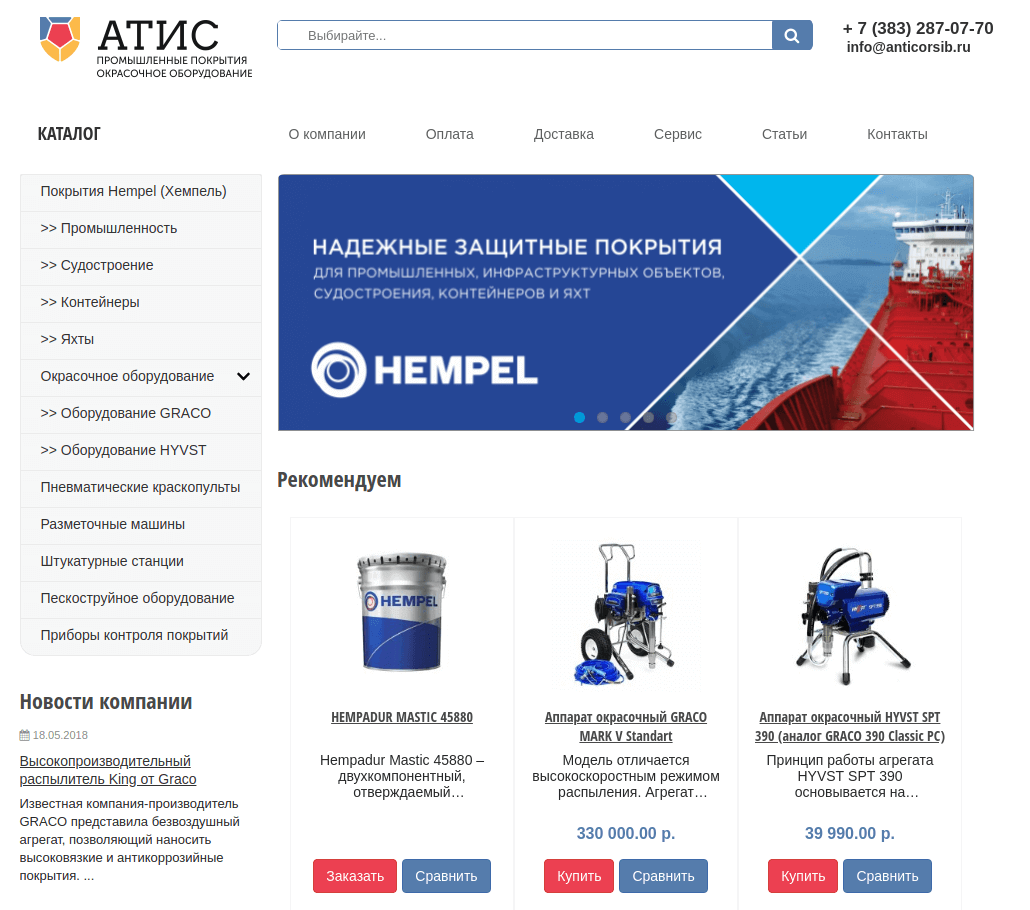 АТИС
ПРОМЫШЛЕННЫЕ ПОКРЫТИЯ
ОКРАСОЧНОЕ ОБОРУДОВАНИЕ
Выбирайте...
+ 7 (383) 287-07-70
info@anticorsib.ru
КАТАЛОГ
О компании
Оплата
Доставка
Сервис
Статьи
Контакты
Покрытия Hempel (Хемпель)
>> Промышленность
>> Судостроение
>> Контейнеры
>> Яхты
Окрасочное оборудование
>> Оборудование GRACO
>> Оборудование HYVST
Пневматические краскопульты
Разметочные машины
Штукатурные станции
Пескоструйное оборудование
Приборы контроля покрытий
НАДЕЖНЫЕ ЗАЩИТНЫЕ ПОКРЫТИЯ
ДЛЯ ПРОМЫШЛЕННЫХ, ИНФРАСТРУКТУРНЫХ ОБЪЕКТОВ,
СУДОСТРОЕНИЯ, КОНТЕЙНЕРОВ И ЯХТ
HEMPEL
Рекомендуем
HEMPEL
HEMPADUR MASTIC 45880
Hempadur Mastic 45880 –
двухкомпонентный,
отверждаемый…
Заказать
Сравнить
Аппарат окрасочный GRACO
MARK V Standart
Модель отличается
высокоскоростным режимом
распыления. Агрегат…
330 000.00 р.
Купить
Сравнить
Аппарат окрасочный HYVST SPT
390 (аналог GRACO 390 Classic PC)
Принцип работы агрегата
HYVST SPT 390
основывается на…
39 990.00 р.
Купить
Сравнить
Новости компании
18.05.2018
Высокопроизводительный
распылитель King от Graco
Известная компания-производитель
GRACO представила безвоздушный
агрегат, позволяющий наносить
высоковязкие и антикоррозийные
покрытия. ...